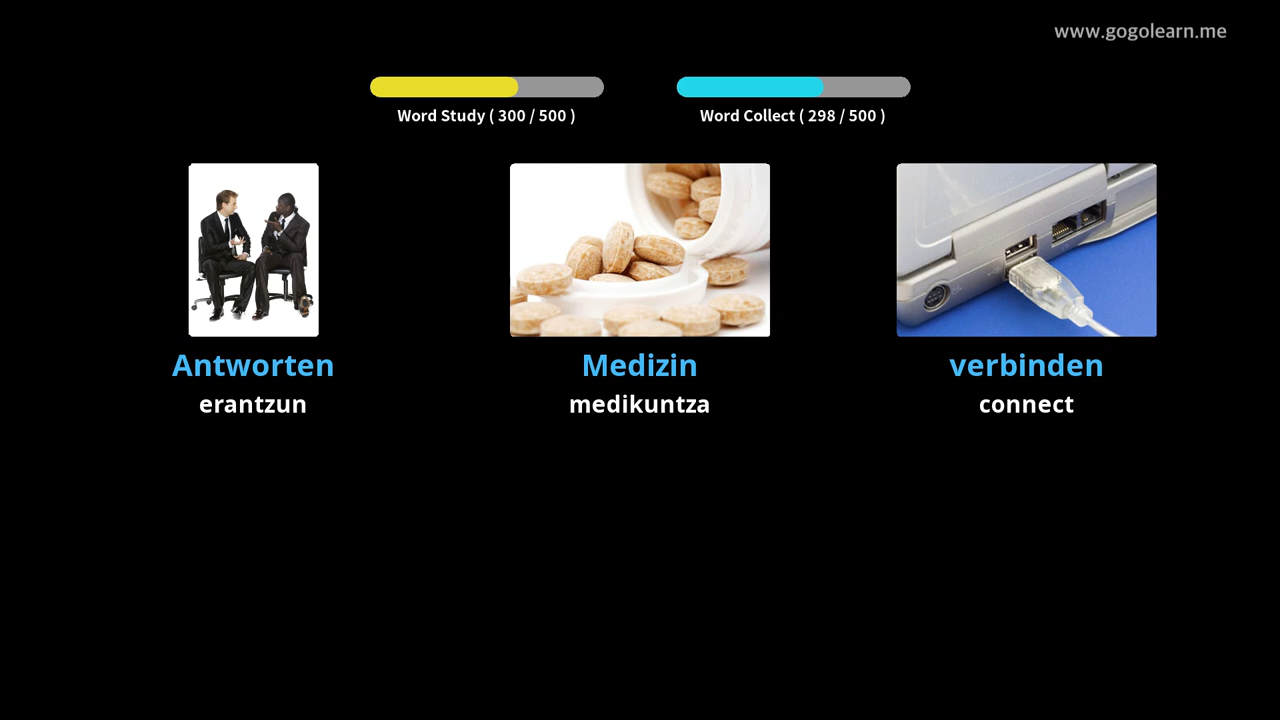 www.gogolearn.me
Word Study ( 300 / 500 )
Word Collect ( 298 / 500 )
Antworten
erantzun
Medizin
medikuntza
verbinden
connect